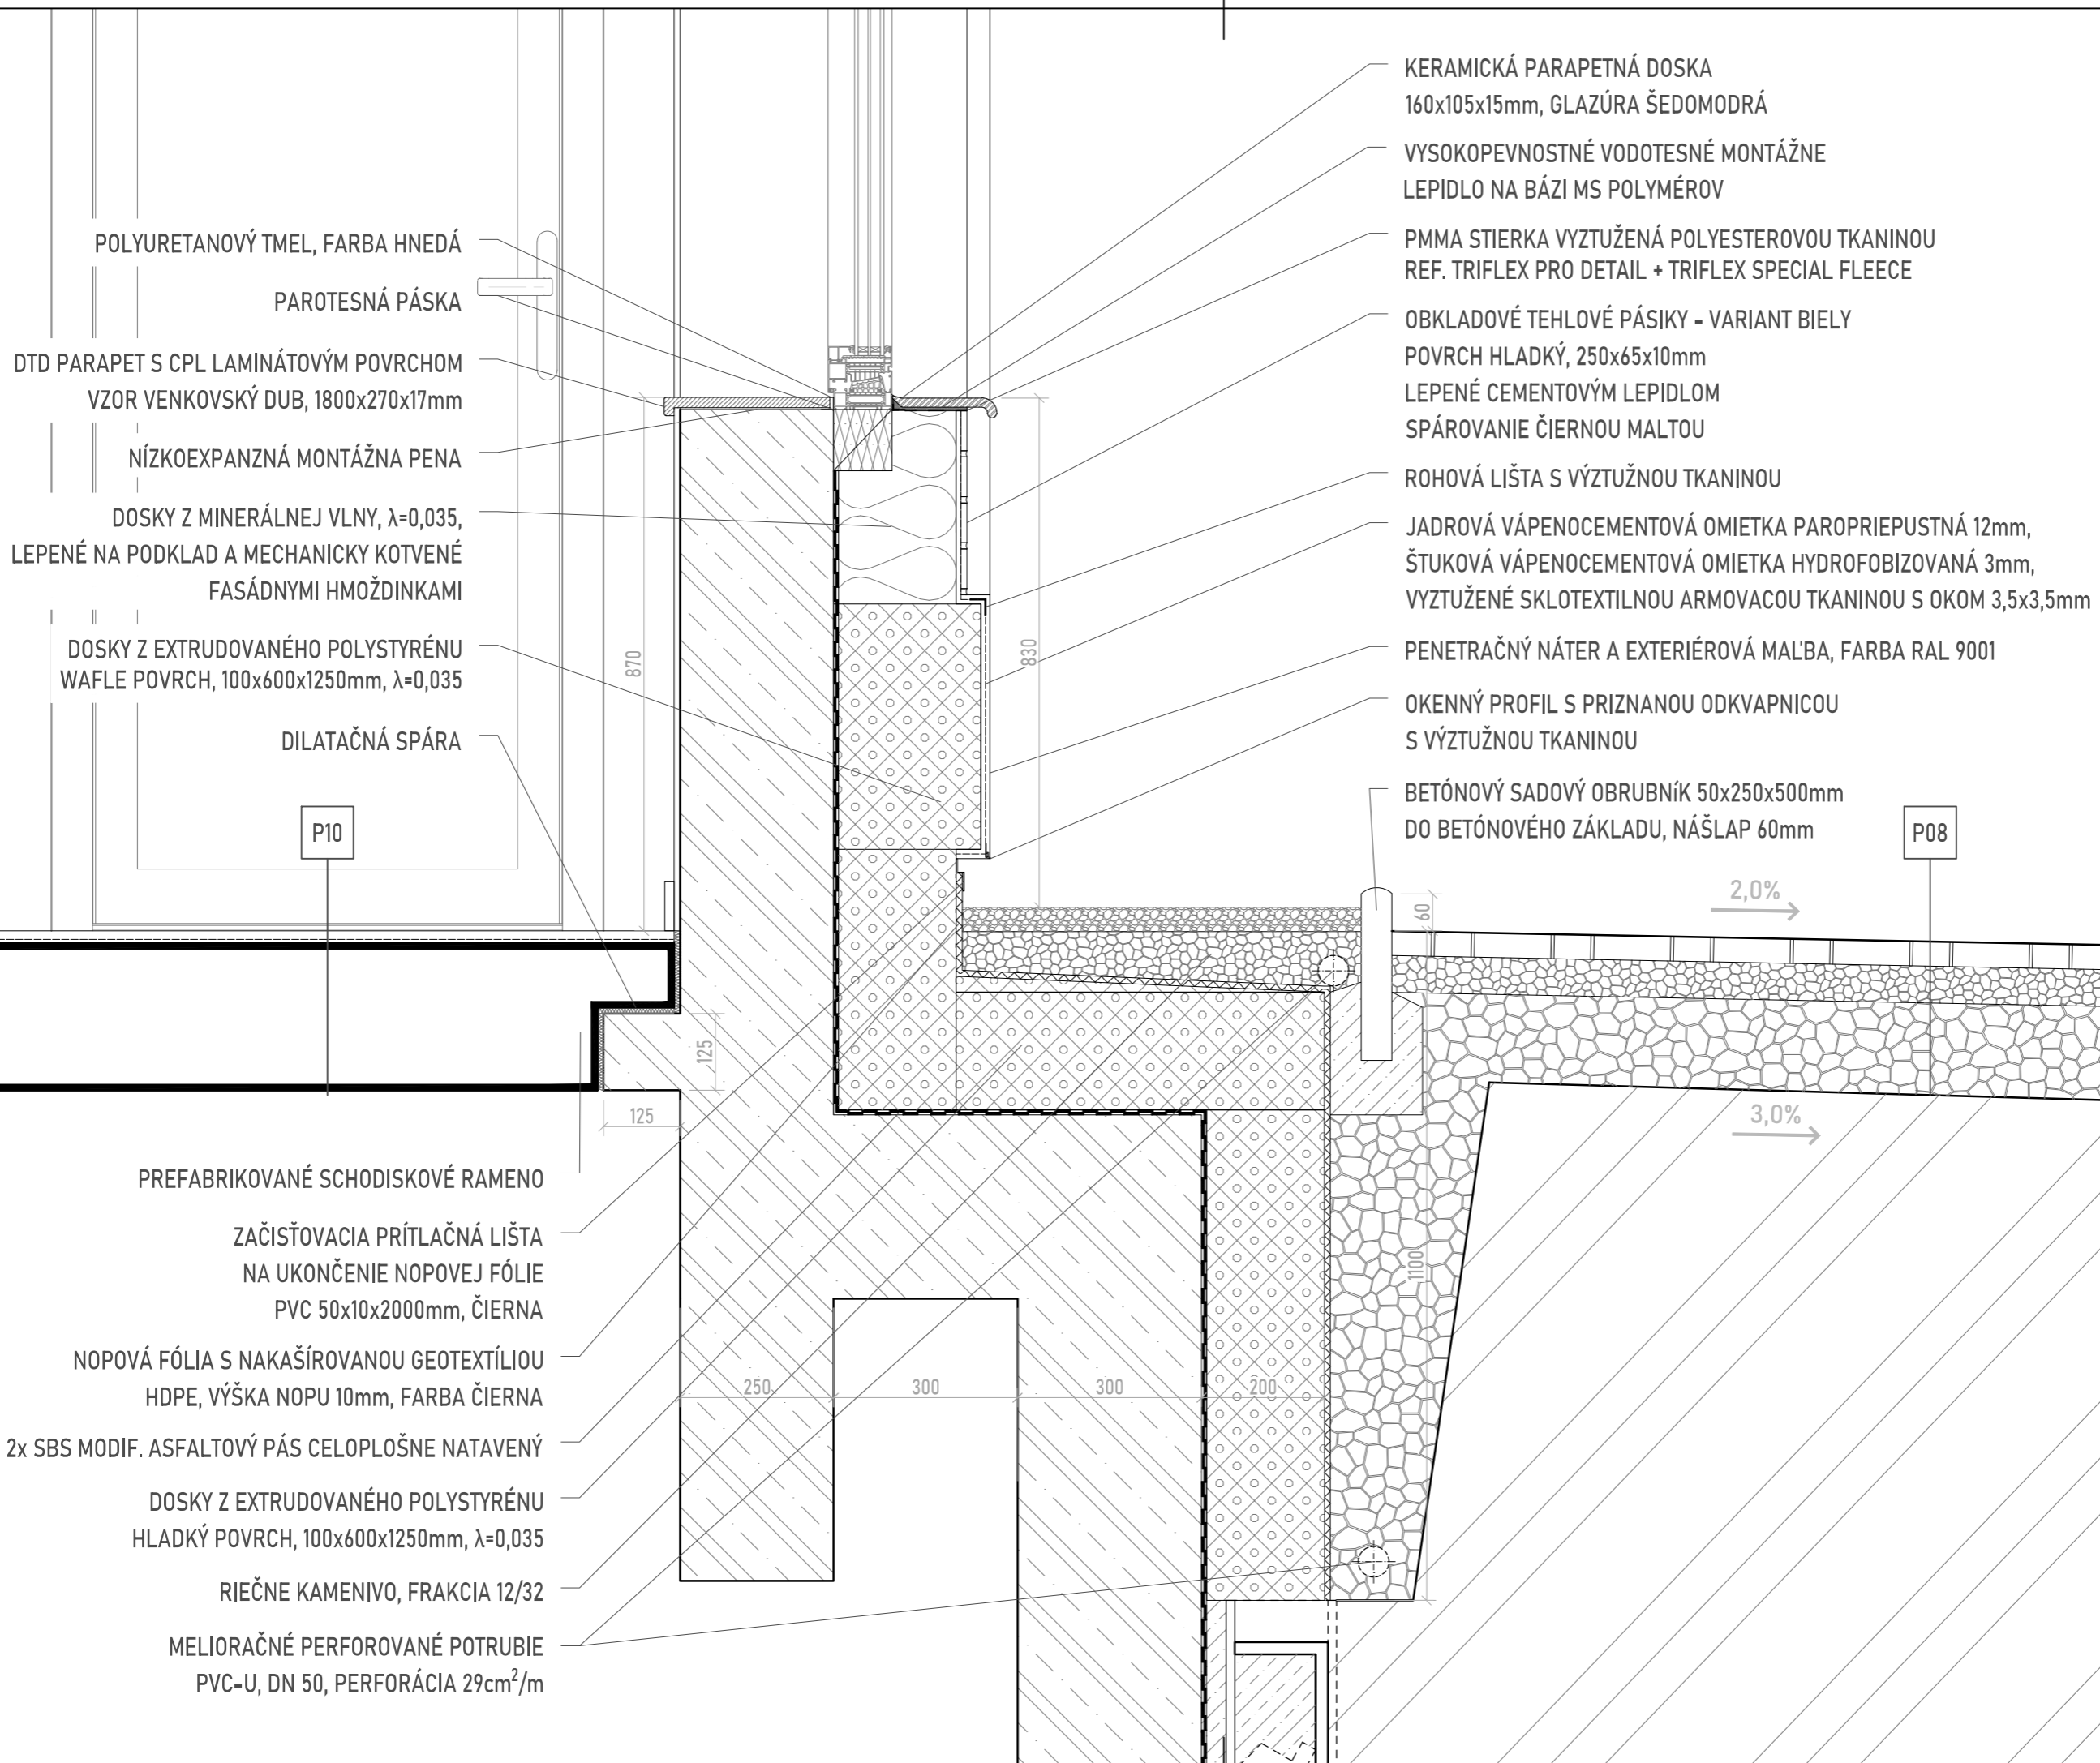 KERAMICKÁ PARAPETNÁ DOSKA
160x105x15mm, GLAZÚRA ŠEDOMODRÁ
VYSOKOPEVNOSTNÉ VODOTESNÉ MONTÁŽNE
LEPIDLO NA BÁZI MS POLYMÉROV
PMMA STIERKA VYZTUŽENÁ POLYESTEROVOU TKANINOU
REF. TRIFLEX PRO DETAIL + TRIFLEX SPECIAL FLEECE
OBKLADOVÉ TEHLOVÉ PÁSIKY - VARIANT BIELY
POVRCH HLADKÝ, 250x65x10mm
LEPENÉ CEMENTOVÝM LEPIDLOM
SPÁROVANIE ČIERNOU MALTOU
ROHOVÁ LIŠTA S VÝZTUŽNOU TKANINOU
JADROVÁ VÁPENOCEMENTOVÁ OMIETKA PAROPRIEPUSTNÁ 12mm,
ŠTUKOVÁ VÁPENOCEMENTOVÁ OMIETKA HYDROFOBIZOVANÁ 3mm,
VYZTUŽENÉ SKLOTEXTILNOU ARMOVACOU TKANINOU S OKOM 3,5x3,5mm
PENETRAČNÝ NÁTER A EXTERIÉROVÁ MAĽBA, FARBA RAL 9001
OKENNÝ PROFIL S PRIZNANOU ODKVAPNICOU
S VÝZTUŽNOU TKANINOU
BETÓNOVÝ SADOVÝ OBRUBNíK 50x250x500mm
DO BETÓNOVÉHO ZÁKLADU, NÁŠLAP 60mm
POLYURETANOVÝ TMEL, FARBA HNEDÁ
PAROTESNÁ PÁSKA
DTD PARAPET S CPL LAMINÁTOVÝM POVRCHOM
VZOR VENKOVSKÝ DUB, 1800x270x17mm
NÍZKOEXPANZNÁ MONTÁŽNA PENA
DOSKY Z MINERÁLNEJ VLNY, λ=0,035,
LEPENÉ NA PODKLAD A MECHANICKY KOTVENÉ
FASÁDNYMI HMOŽDINKAMI
DOSKY Z EXTRUDOVANÉHO POLYSTYRÉNU
WAFLE POVRCH, 100x600x1250mm, λ=0,035
DILATAČNÁ SPÁRA
P10
P08
870
830
2,0%
60
125
125
3,0%
PREFABRIKOVANÉ SCHODISKOVÉ RAMENO
ZAČISŤOVACIA PRÍTLAČNÁ LIŠTA
NA UKONČENIE NOPOVEJ FÓLIE
PVC 50x10x2000mm, ČIERNA
NOPOVÁ FÓLIA S NAKAŠÍROVANOU GEOTEXTÍLIOU
HDPE, VÝŠKA NOPU 10mm, FARBA ČIERNA
2x SBS MODIF. ASFALTOVÝ PÁS CELOPLOŠNE NATAVENÝ
DOSKY Z EXTRUDOVANÉHO POLYSTYRÉNU
HLADKÝ POVRCH, 100x600x1250mm, λ=0,035
RIEČNE KAMENIVO, FRAKCIA 12/32
MELIORAČNÉ PERFOROVANÉ POTRUBIE
PVC-U, DN 50, PERFORÁCIA 29cm²/m
250
300
300
200
1100